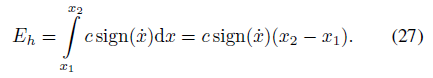 E_h = ∫_{x_1}^{x_2} c sign(ẋ)dx = c sign(ẋ)(x_2 − x_1). (27)